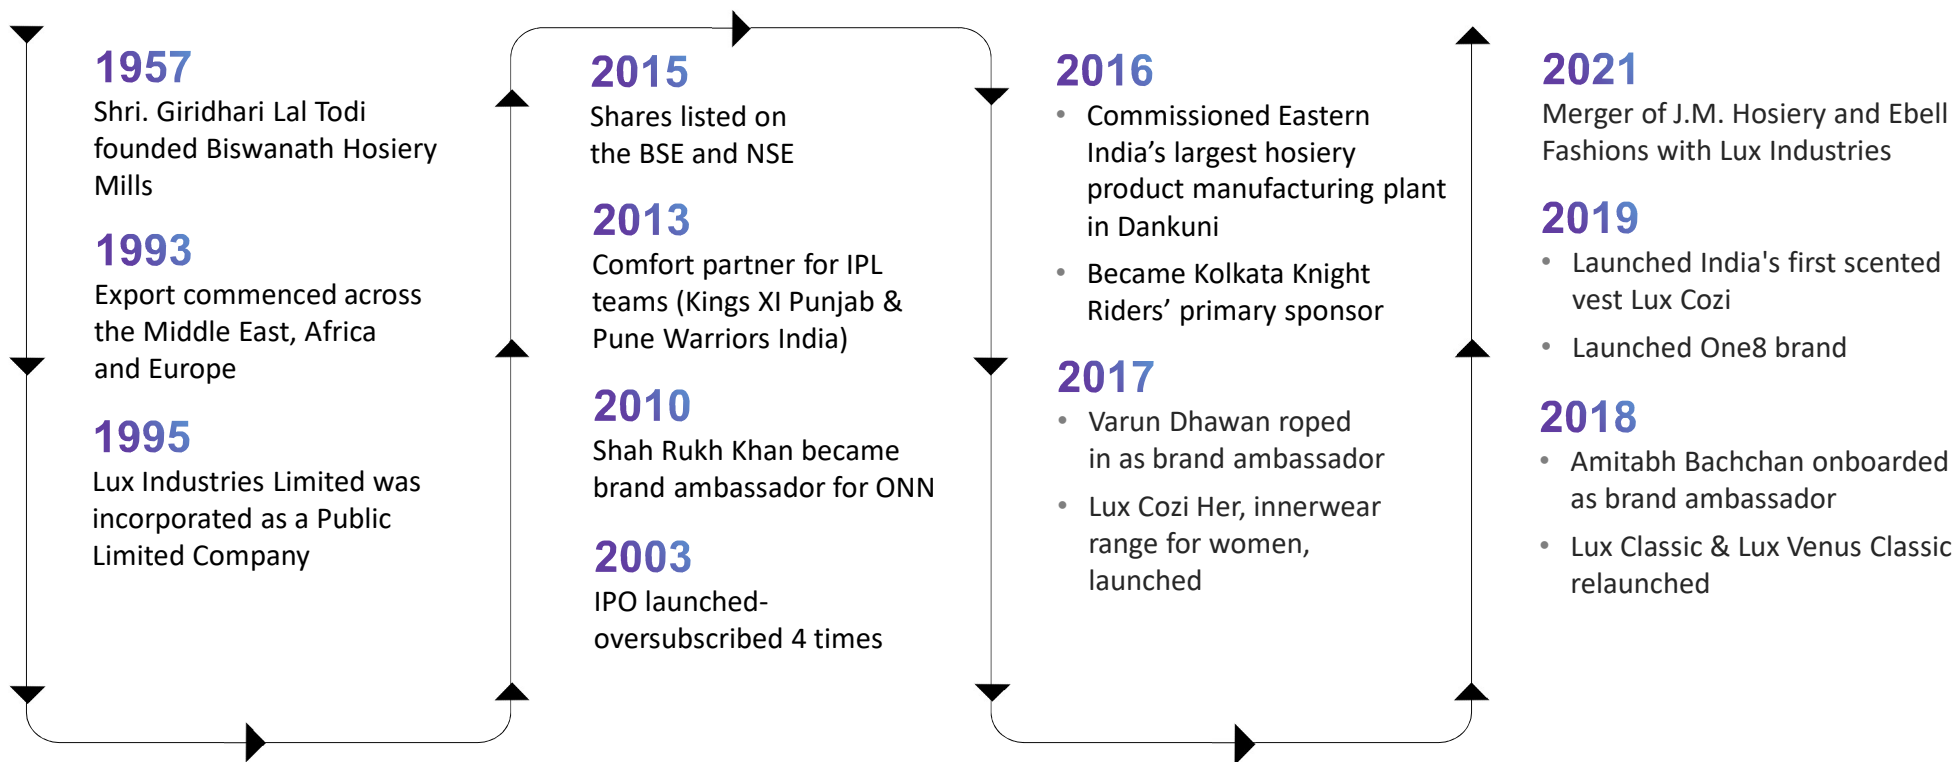 1957
Shri. Giridhari Lal Todi
founded Biswanath Hosiery
Mills
1993
Export commenced across
the Middle East, Africa
and Europe
1995
Lux Industries Limited was
incorporated as a Public
Limited Company
2015
Shares listed on
the BSE and NSE
2013
Comfort partner for IPL
teams (Kings XI Punjab &
Pune Warriors India)
2010
Shah Rukh Khan became
brand ambassador for ONN
2003
IPO launched-
oversubscribed 4 times
2016
• Commissioned Eastern
India’s largest hosiery
product manufacturing plant
in Dankuni
• Became Kolkata Knight
Riders’ primary sponsor
2017
• Varun Dhawan roped
in as brand ambassador
• Lux Cozi Her, innerwear
range for women,
launched
2021
Merger of J.M. Hosiery and Ebell
Fashions with Lux Industries
2019
• Launched India's first scented
vest Lux Cozi
• Launched One8 brand
2018
• Amitabh Bachchan onboarded
as brand ambassador
• Lux Classic & Lux Venus Classic
relaunched